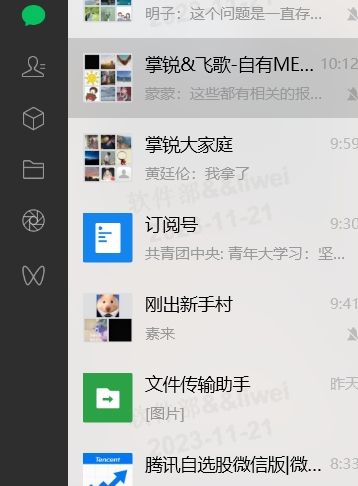 明子：这个问题是一直存...
掌锐&飞歌-自有ME... 10:12
蒙蒙：这些都有相关的报...
掌锐大家庭 9:59
黄廷伦：我拿了
软件部&&liwei
2023-11-21
订阅号 9:30
共青团中央: 青年大学习：坚...
刚出新手村 9:41
素来
文件传输助手 昨天
[图片]
软件部&&liwei
2023-11-21
Tencent
腾讯自选股微信版|微... 8:33